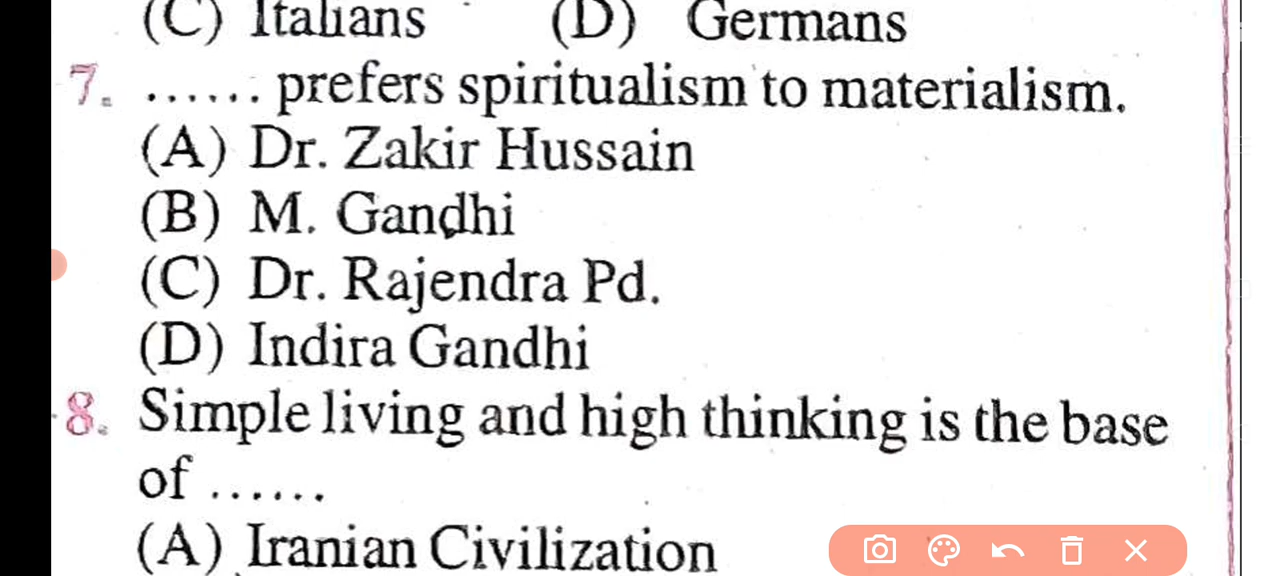 (C) Italians (D) Germans
7. ...... prefers spiritualism to materialism.
(A) Dr. Zakir Hussain
(B) M. Gandhi
(C) Dr. Rajendra Pd.
(D) Indira Gandhi
8. Simple living and high thinking is the base
of ......
(A) Iranian Civilization